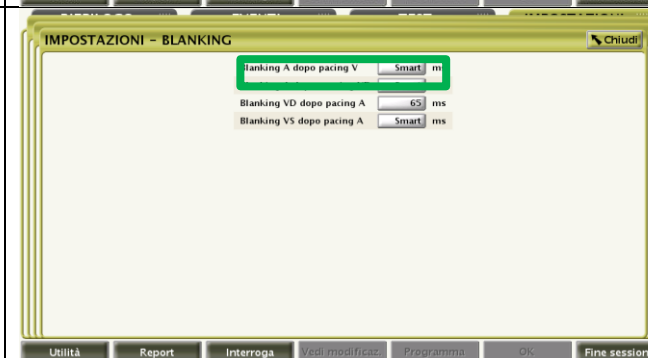 IMPOSTAZIONI - BLANKING
Chiudi
Blanking A dopo pacing V Smart ms
Blanking VD dopo pacing A 65 ms
Blanking VS dopo pacing A Smart ms
Utilità Report Interroga Vedi modificaz. Programma OK Fine session